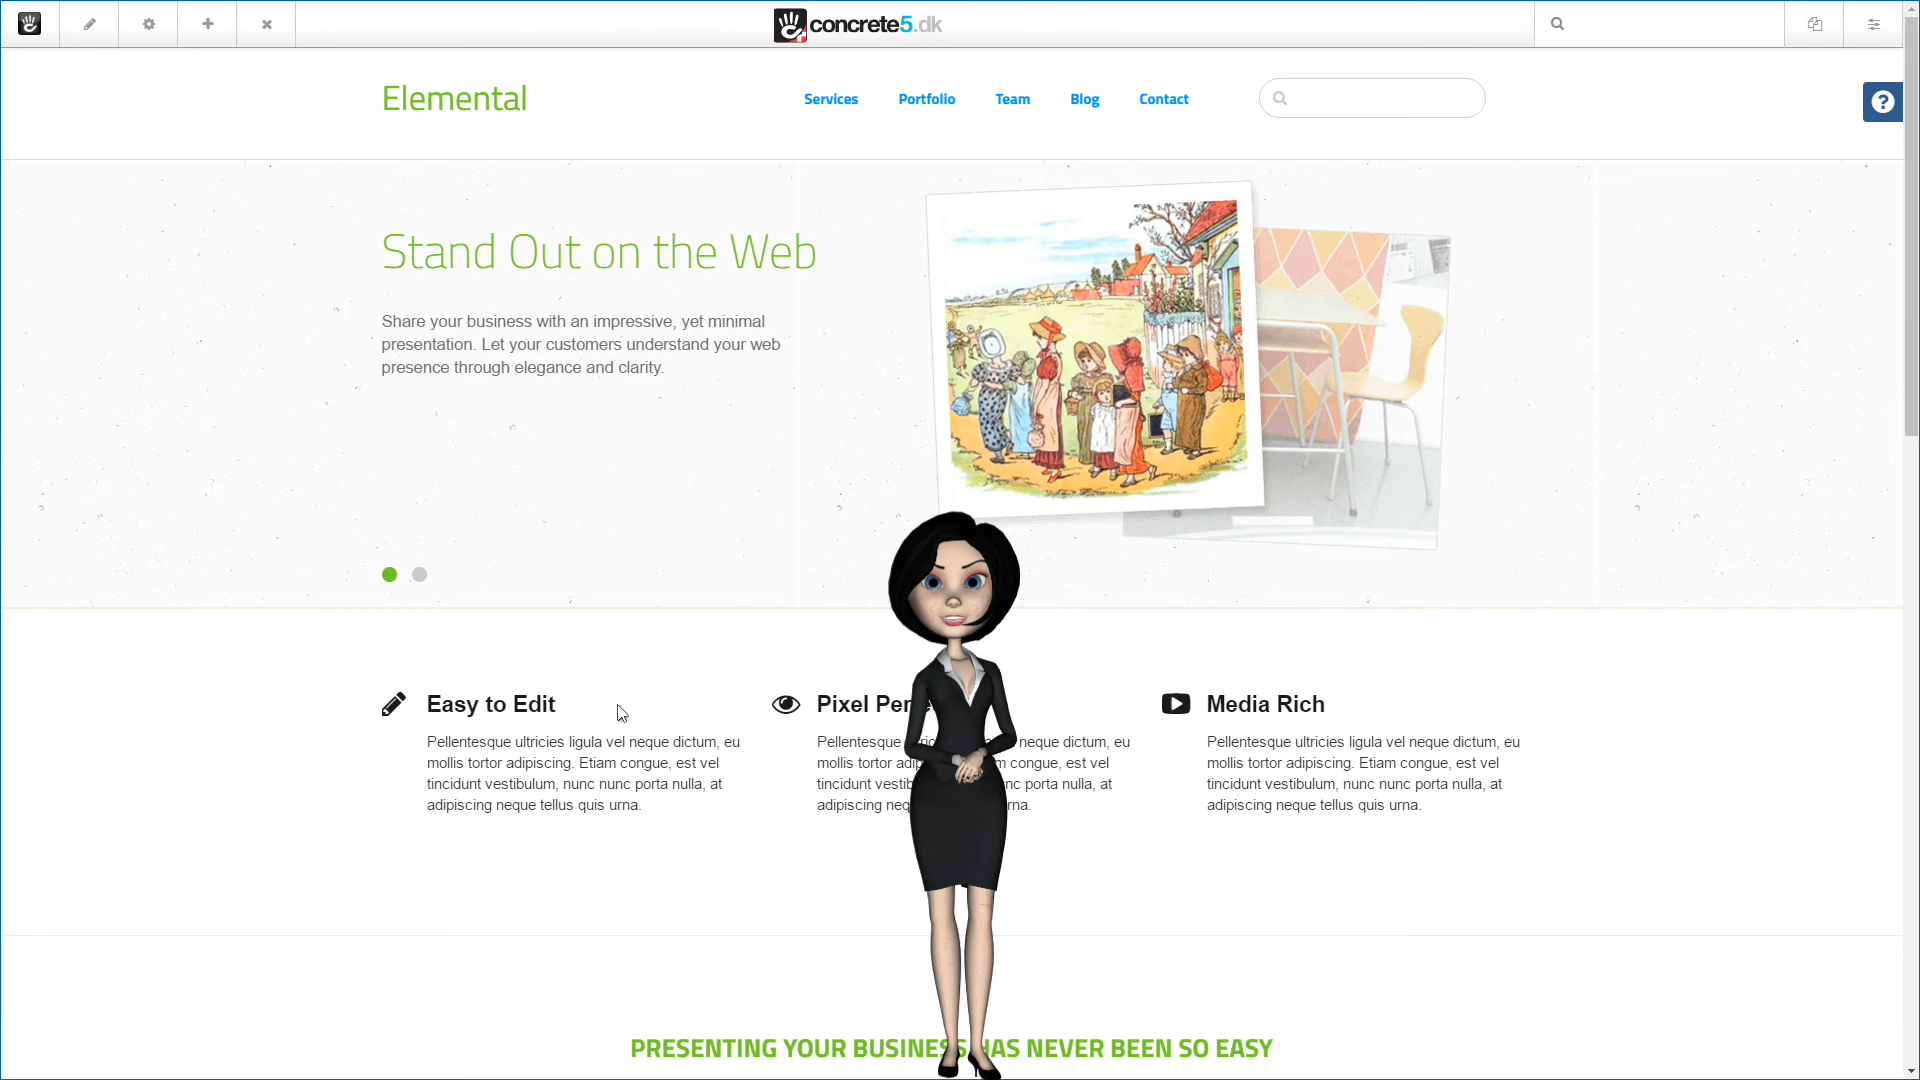 concrete5.dk
Elemental
Services
Portfolio
Team
Blog
Contact
Stand Out on the Web
Share your business with an impressive, yet minimal
presentation. Let your customers understand your web
presence through elegance and clarity.
Easy to Edit
Pellentesque ultricies ligula vel neque dictum, eu
mollis tortor adipiscing. Etiam congue, est vel
tincidunt vestibulum, nunc nunc porta nulla, at
adipiscing neque tellus quis urna.
Pixel
Pellentesque neque dictum, eu
mollis tortor congue, est vel
tincidunt porta nulla, at
adipiscing
Media Rich
Pellentesque ultricies ligula vel neque dictum, eu
mollis tortor adipiscing. Etiam congue, est vel
tincidunt vestibulum, nunc nunc porta nulla, at
adipiscing neque tellus quis urna.
PRESENTING YOUR BUSINESS HAS NEVER BEEN SO EASY